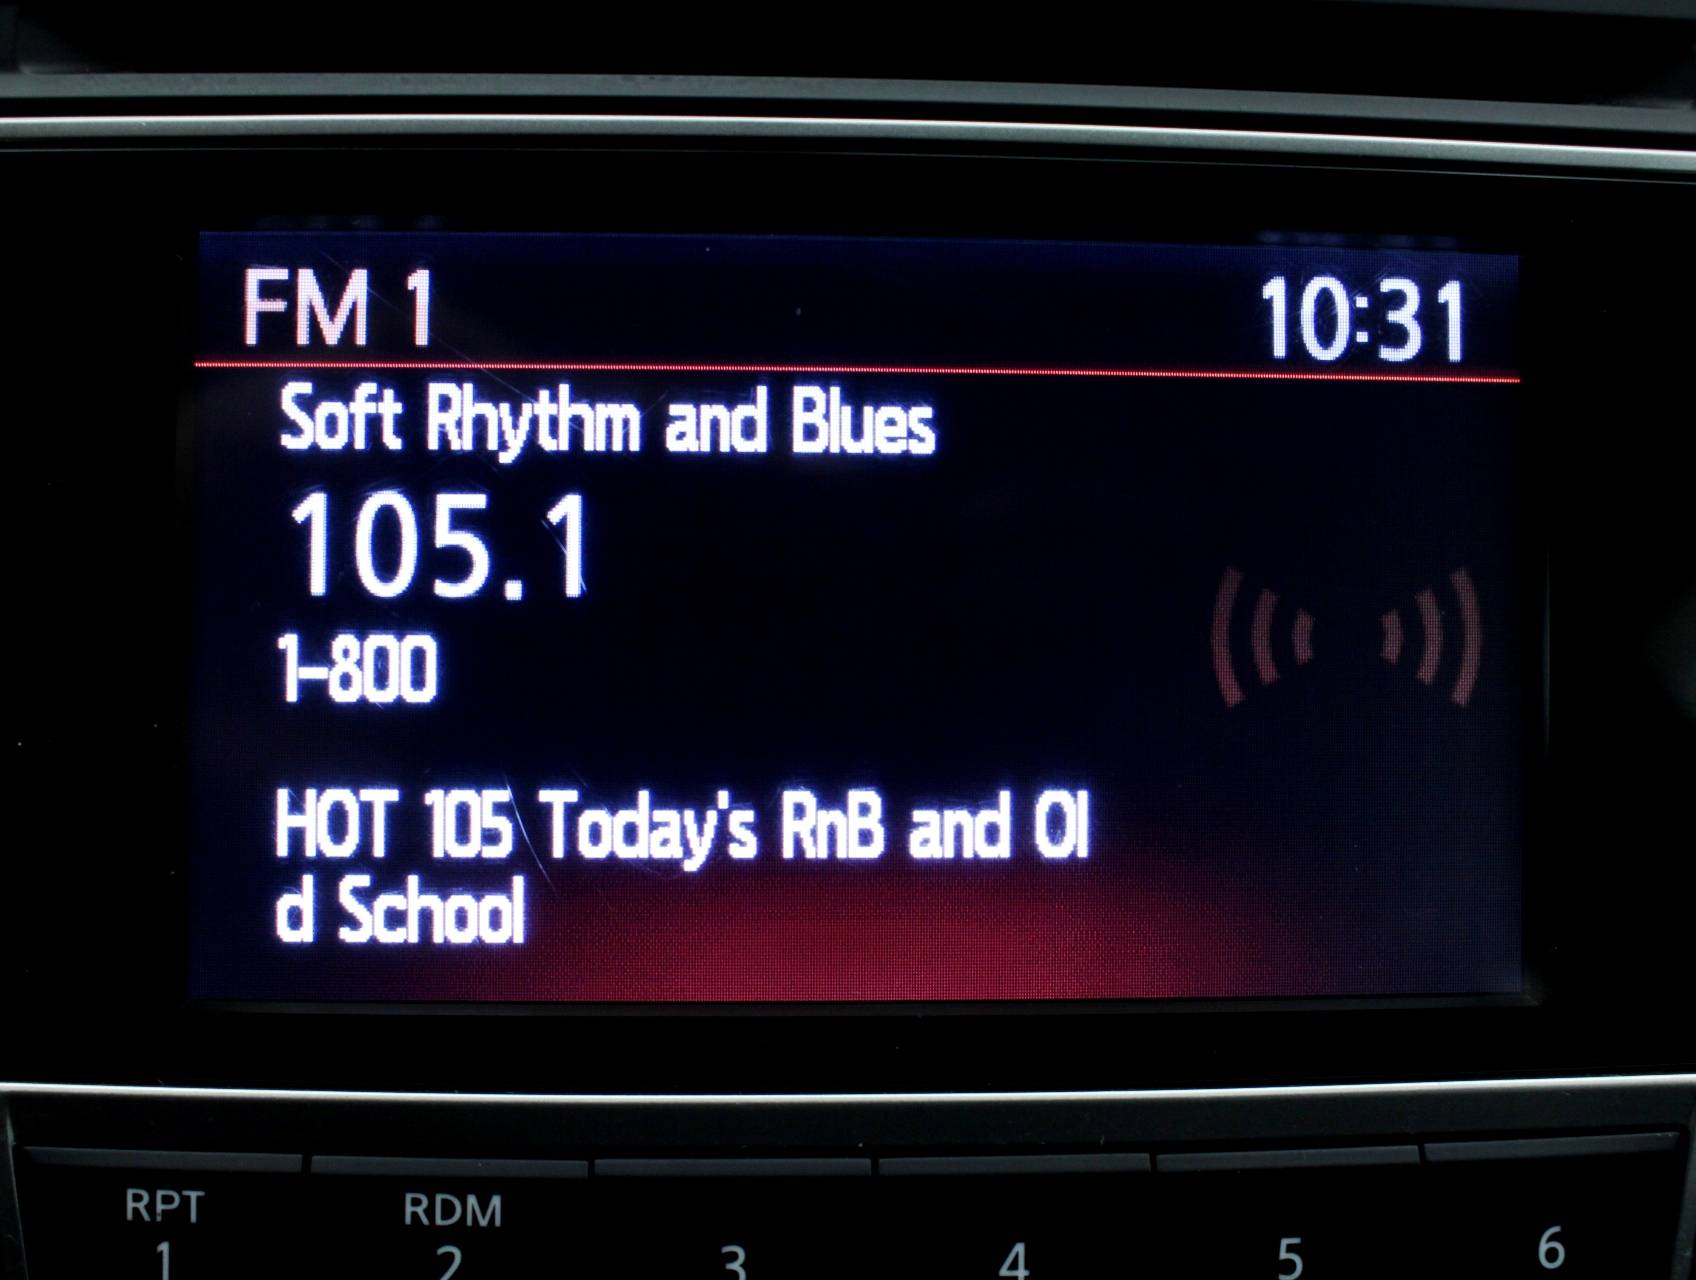 FM 1 10:31
Soft Rhythm and Blues
105.1
1-800
HOT 105 Today's RnB and Ol
d School
RPT RDM
1 2 3 4 5 6